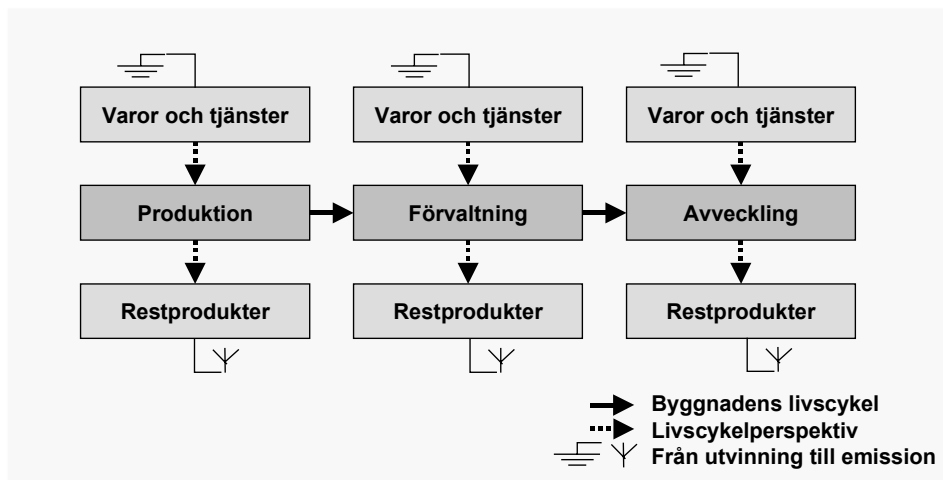 Varor och tjänster
Varor och tjänster
Varor och tjänster
Produktion
Förvaltning
Avveckling
Restprodukter
Restprodukter
Restprodukter
Byggnadens livscykel
Livscykelperspektiv
Från utvinning till emission